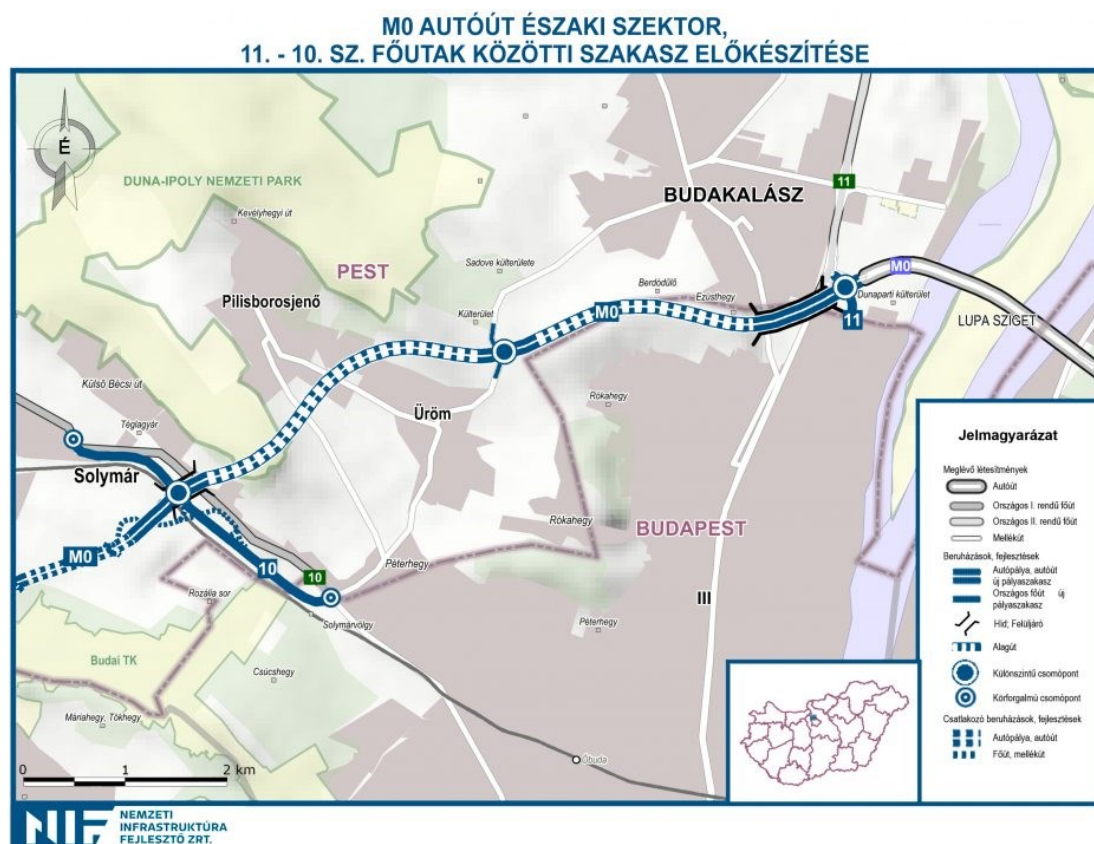 M0 AUTÓÚT ÉSZAKI SZEKTOR,
11. - 10. SZ. FŐUTAK KÖZÖTTI SZAKASZ ELŐKÉSZÍTÉSE
É
DUNA-IPOLY NEMZETI PARK
Kevélyhegyi út
BUDAKALÁSZ
11
PEST
Sadove külterülete
Pilisborosjenő
Berdódűlő
Ezüsthegy
M0
Dunaparti külterület
Külterület
M0
11
LUPA SZIGET
Külső Bécsi út
Téglagyár
Üröm
Rókahegy
Solymár
Rókahegy
BUDAPEST
M0
10
10
Péterhegy
Rozália sor
Solymárvölgy
III
Péterhegy
Budai TK
Csúcshegy
Máriahegy, Tökhegy
Óbuda
0 1 2 km
Jelmagyarázat
Meglévő létesítmények
Autóút
Országos I. rendű főút
Országos II. rendű főút
Mellékút
Beruházások, fejlesztések
Autópálya, autóút
új pályaszakasz
Országos főút új
pályaszakasz
Híd; Felüljáró
Alagút
Különszintű csomópont
Körforgalmú csomópont
Csatlakozó beruházások, fejlesztések
Autópálya, autóút
Főút, mellékút
NIF
NEMZETI
INFRASTRUKTÚRA
FEJLESZTŐ ZRT.